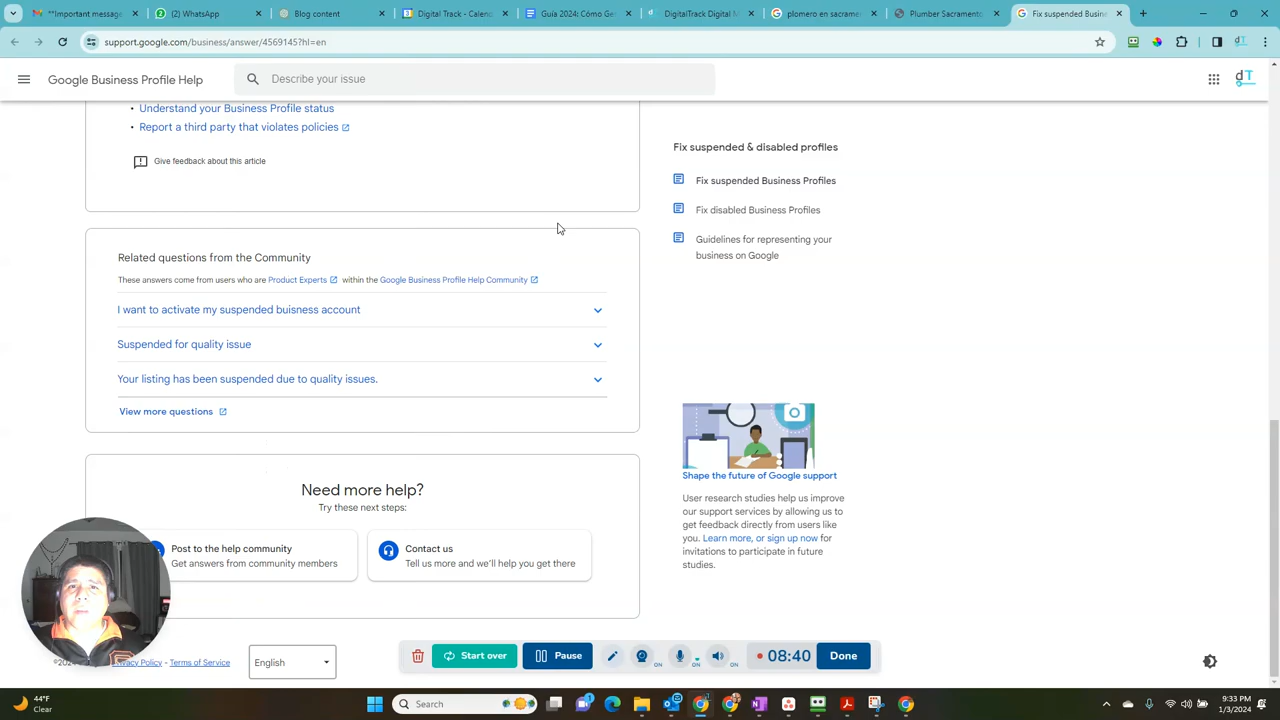 Important messag
(2) WhatsApp
Blog content
Digital Track - Calend
Guía 2024: Cómo Ge
DigitalTrack Digital M
plomero en sacrame
Plumber Sacramento
Fix suspended Busine
support.google.com/business/answer/4569145?hl=en
Google Business Profile Help
Describe your issue
dT
Understand your Business Profile status
Report a third party that violates policies
Give feedback about this article
Fix suspended & disabled profiles
Fix suspended Business Profiles
Fix disabled Business Profiles
Guidelines for representing your
business on Google
Related questions from the Community
These answers come from users who are Product Experts within the Google Business Profile Help Community
I want to activate my suspended buisness account
Suspended for quality issue
Your listing has been suspended due to quality issues.
View more questions
Shape the future of Google support
User research studies help us improve
our support services by allowing us to
get feedback directly from users like
you. Learn more, or sign up now for
invitations to participate in future
studies.
Need more help?
Try these next steps:
Post to the help community
Get answers from community members
Contact us
Tell us more and we'll help you get there
Privacy Policy Terms of Service
English
Start over
Pause
ON
ON
ON
08:40
Done
44°F
Clear
Search
9:33 PM
1/9/2024